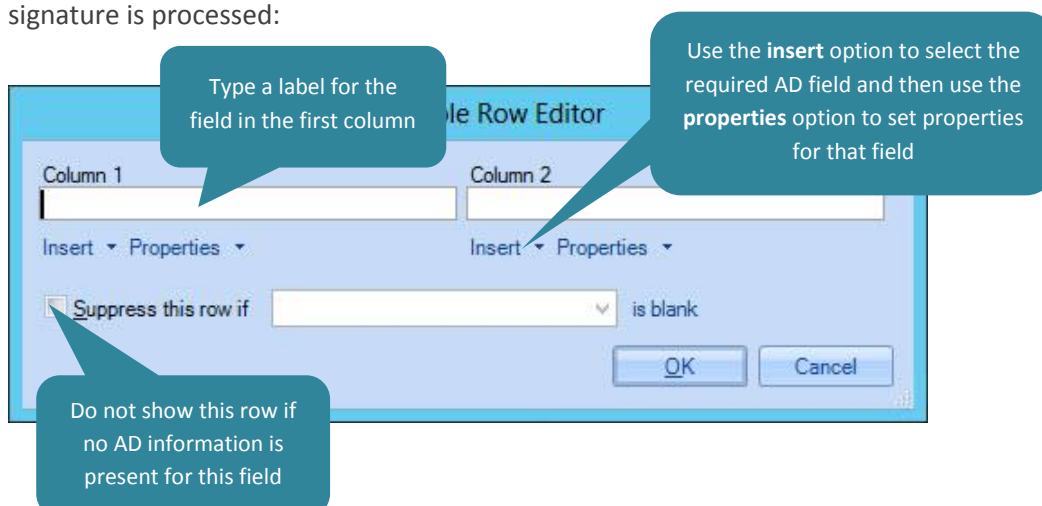 signature is processed:
Type a label for the
field in the first column
Use the insert option to select the
required AD field and then use the
properties option to set properties
for that field
Row Editor
Column 1
Column 2
Insert Properties
Insert Properties
Suppress this row if
is blank
OK
Cancel
Do not show this row if
no AD information is
present for this field